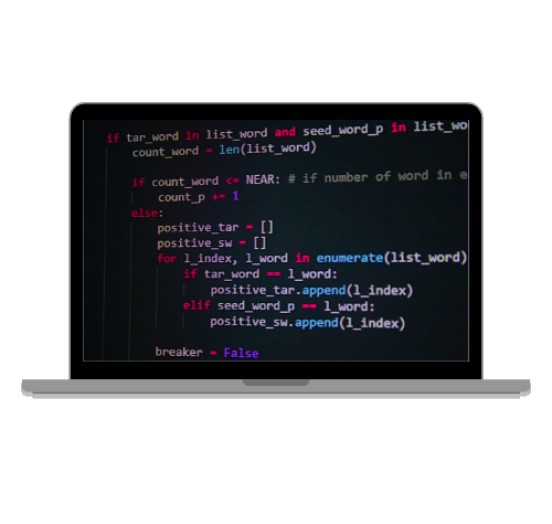 if tar_word in list_word and seed_word_p in list_wo
count_word = len(list_word)
if count_word <= NEAR: # if number of word in e
count_p += 1
else:
positive_tar = []
positive_sw = []
for l_index, l_word in enumerate(list_word)
if tar_word == l_word:
positive_tar.append(l_index)
elif seed_word_p == l_word:
positive_sw.append(l_index)
breaker = False